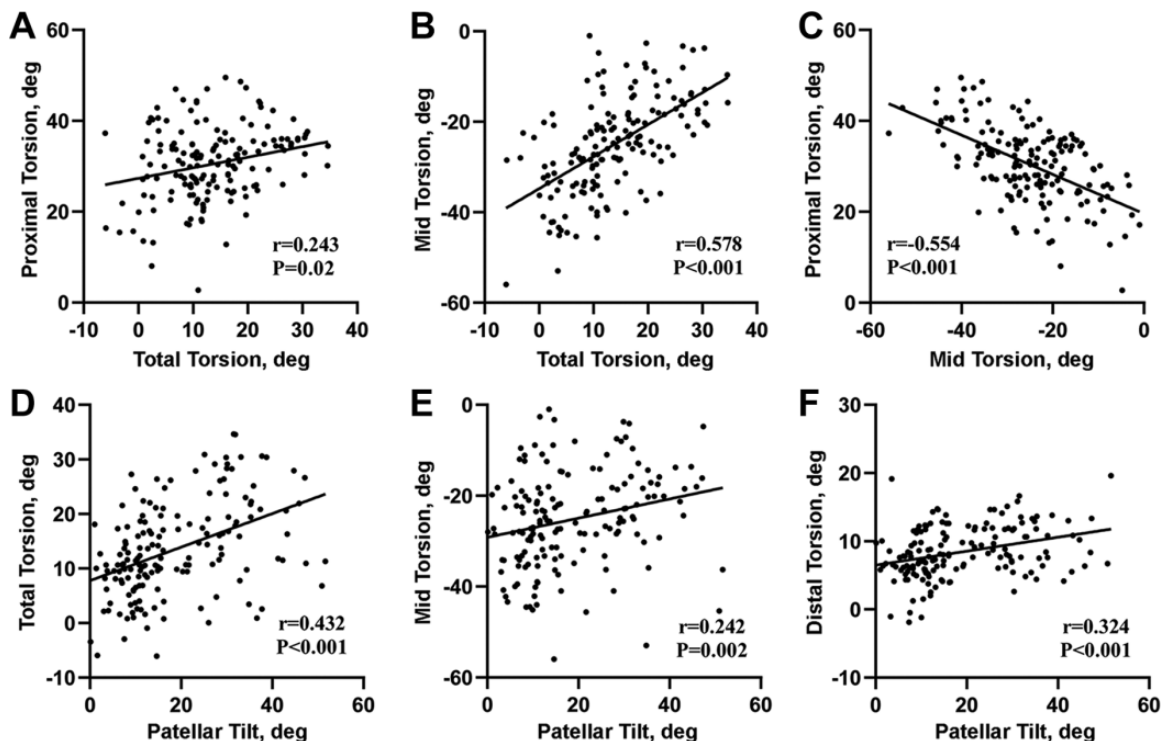 A
Proximal Torsion, deg
60
40
20
0
r=0.243
P=0.02
-10 0 10 20 30 40
Total Torsion, deg
B
Mid Torsion, deg
-0
-20
-40
-60
r=0.578
P<0.001
-10 0 10 20 30 40
Total Torsion, deg
C
Proximal Torsion, deg
60
40
20
0
r=-0.554
P<0.001
-60 -40 -20 0
Mid Torsion, deg
D
Total Torsion, deg
40
30
20
10
0
-10
r=0.432
P<0.001
0 20 40 60
Patellar Tilt, deg
E
Mid Torsion, deg
-0
-20
-40
-60
r=0.242
P=0.002
0 20 40 60
Patellar Tilt, deg
F
Distal Torsion, deg
30
20
10
0
-10
r=0.324
P<0.001
0 20 40 60
Patellar Tilt, deg